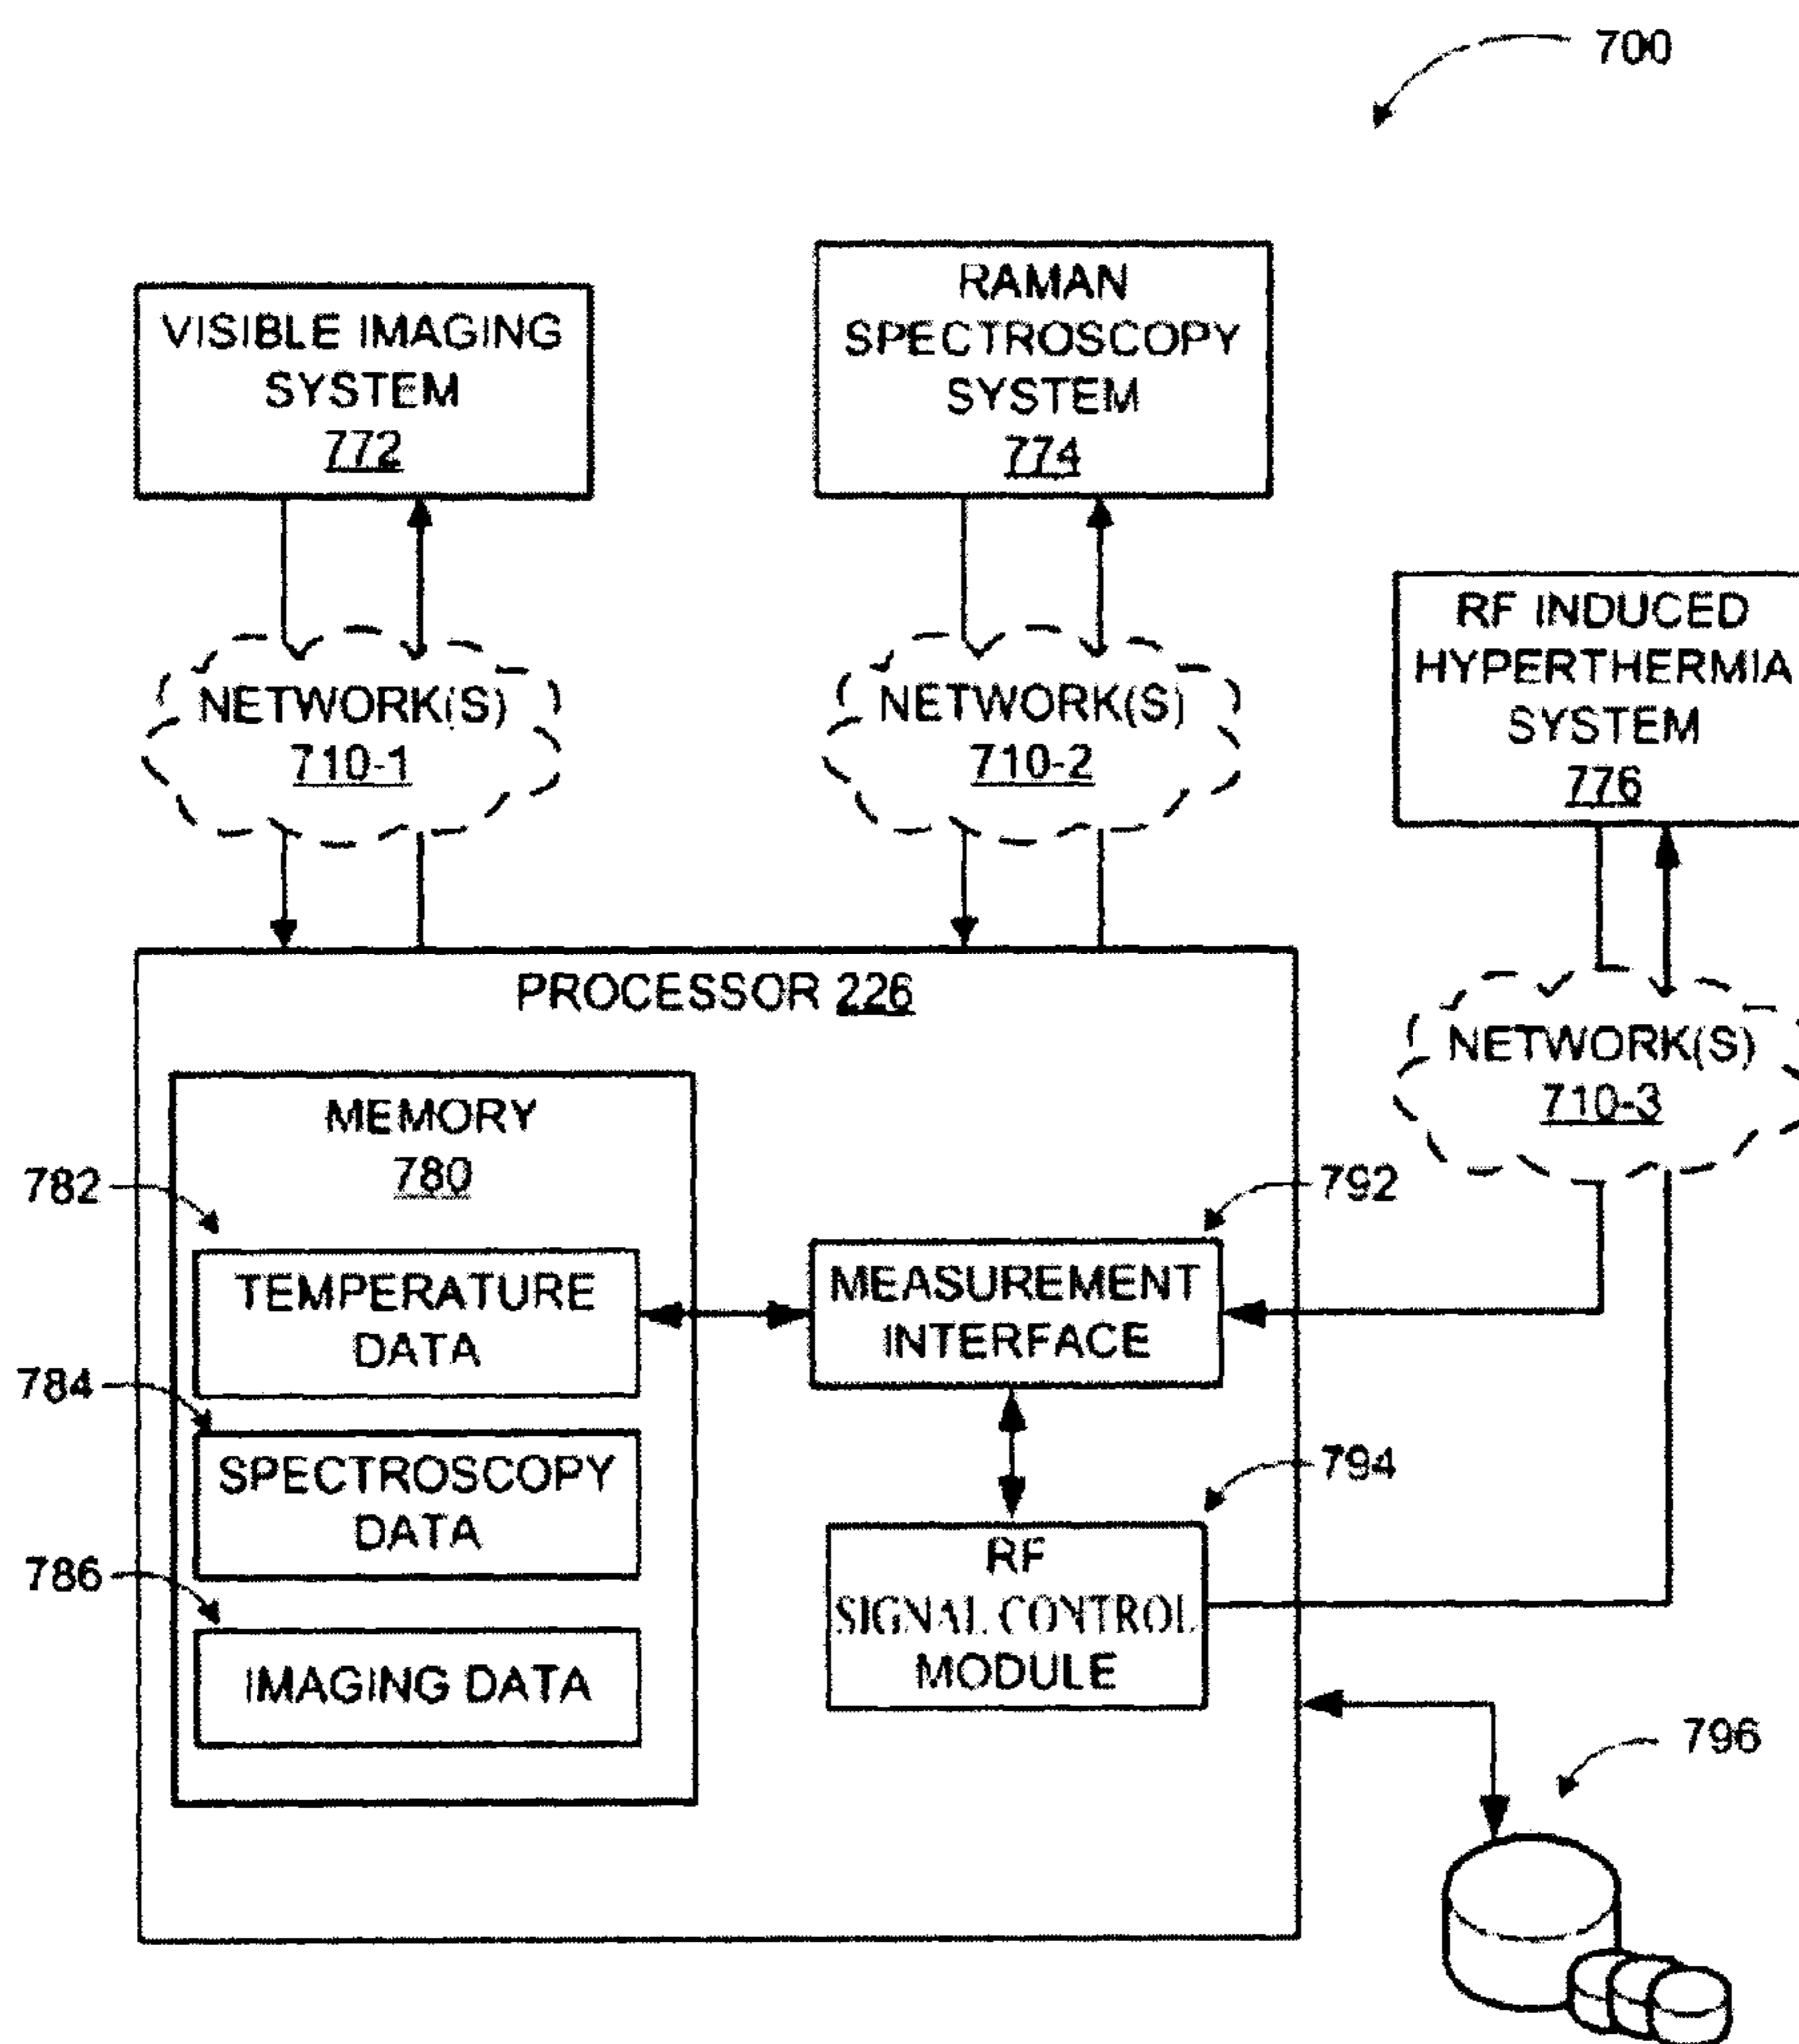 700
VISIBLE IMAGING
SYSTEM
772
RAMAN
SPECTROSCOPY
SYSTEM
774
RF INDUCED
HYPERTHERMIA
SYSTEM
776
NETWORK(S)
710-1
NETWORK(S)
710-2
NETWORK(S)
710-3
PROCESSOR 226
MEMORY
780
782
TEMPERATURE
DATA
784
SPECTROSCOPY
DATA
786
IMAGING DATA
792
MEASUREMENT
INTERFACE
794
RF
SIGNAL CONTROL
MODULE
796